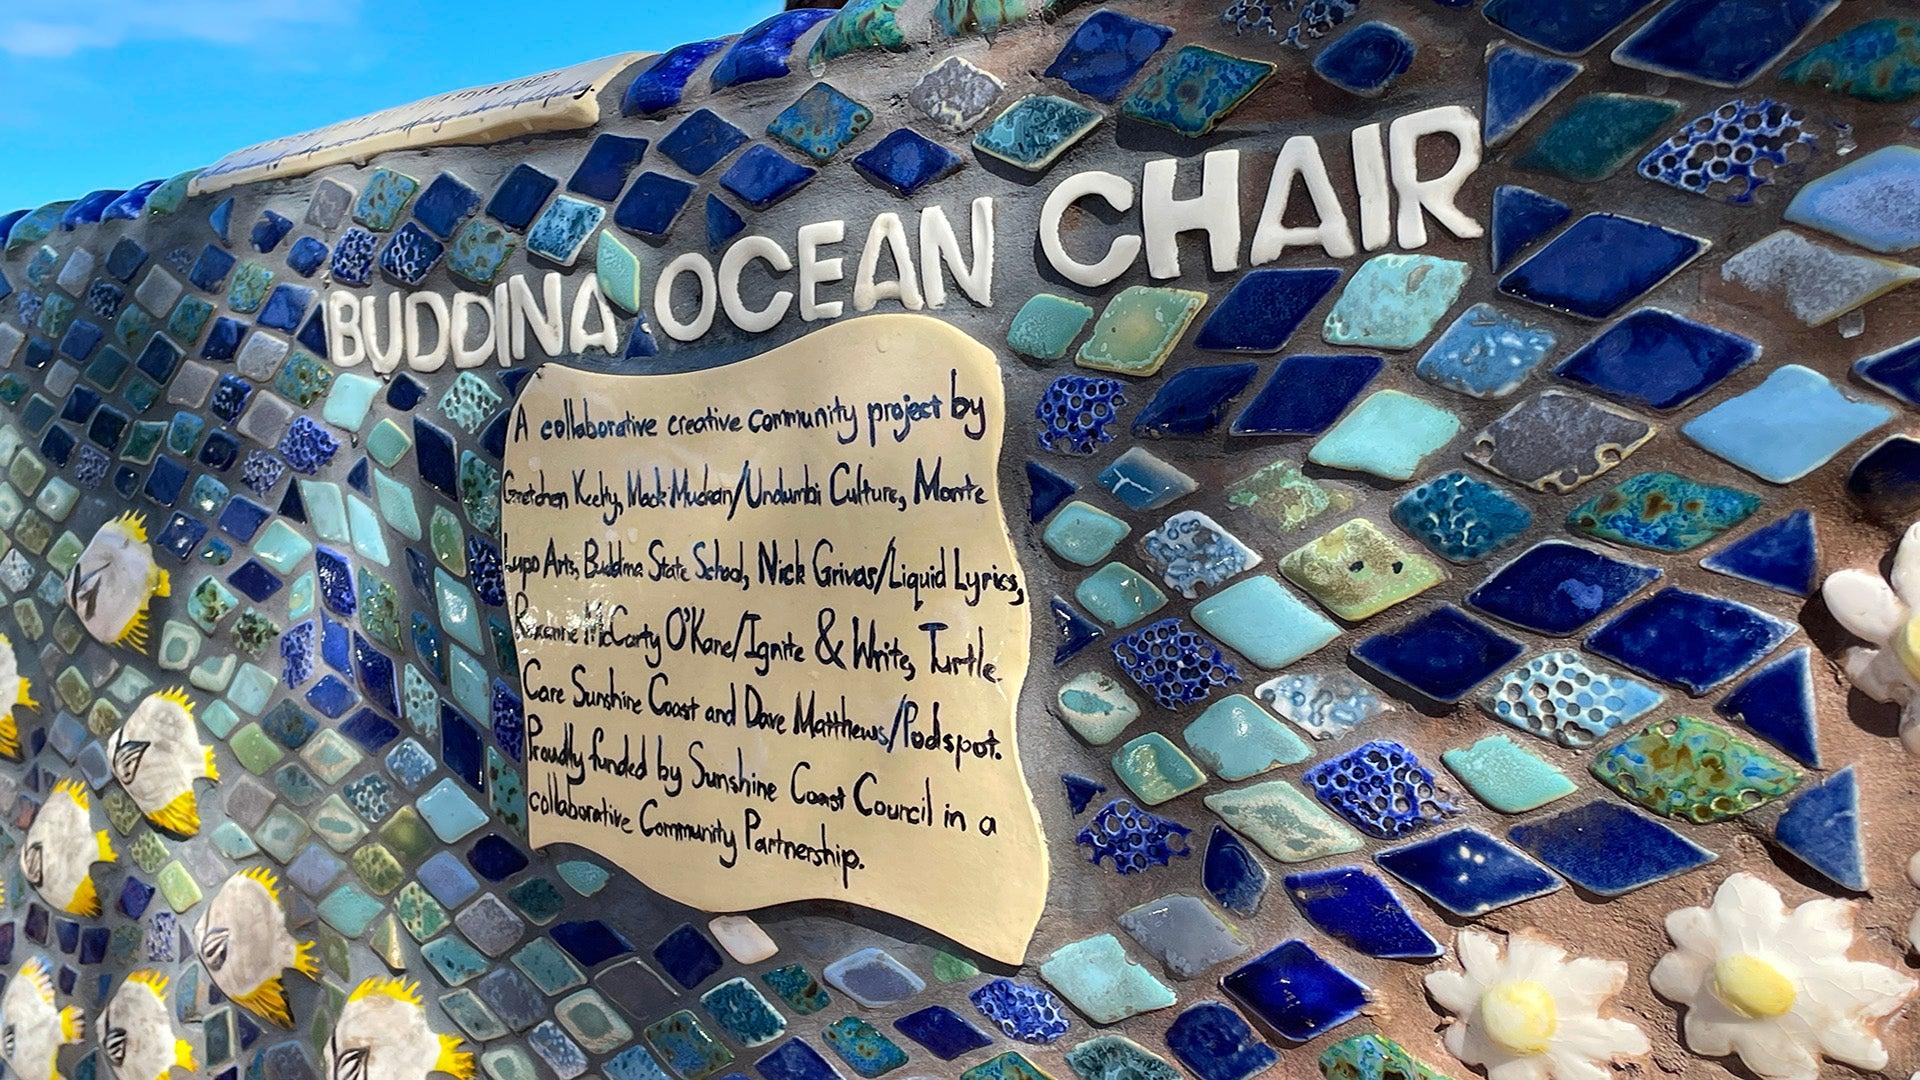 BUDDINA OCEAN CHAIR
A collaborative creative community project by
Gretchen Keelty, Mack Muckan/Undumbi Culture, Monte
Lupo Arts, Buddina State School, Nick Grivas/Liquid Lyrics,
Roxanne McCarty O'Kane/Ignite & Write, Turtle
Care Sunshine Coast and Dave Matthews/Podspot.
Proudly funded by Sunshine Coast Council in a
collaborative Community Partnership.